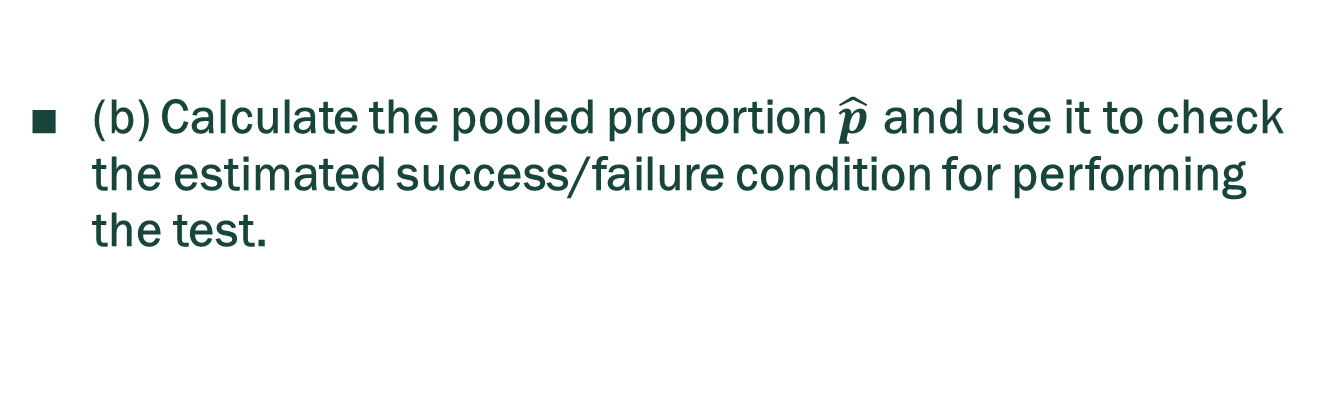 ■ (b) Calculate the pooled proportion p̂ and use it to check
the estimated success/failure condition for performing
the test.